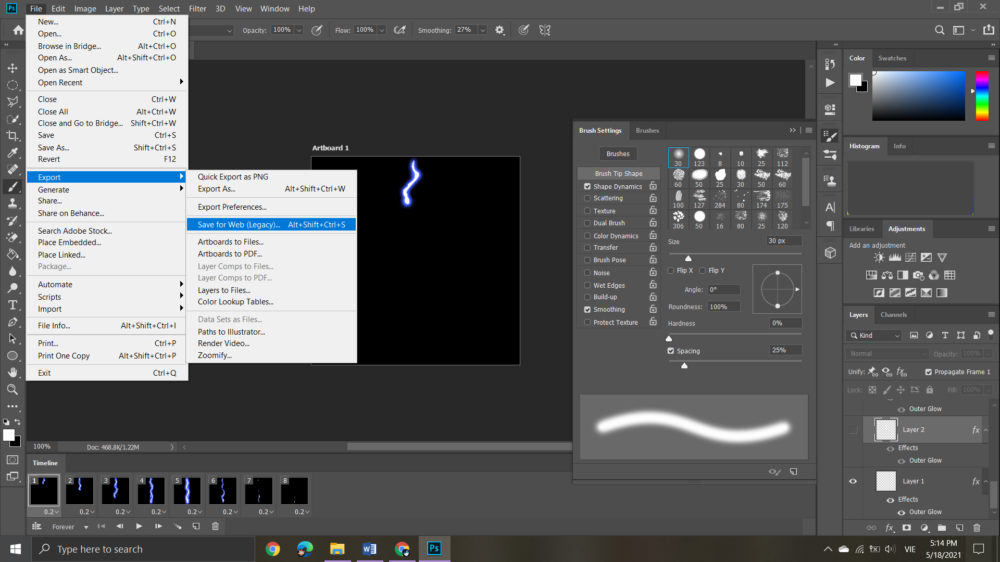 Ps File Edit Image Layer Type Select Filter 3D View Window Help
Opacity: 100% Flow: 100% Smoothing: 27%
New... Ctrl+N
Open... Ctrl+O
Browse in Bridge... Alt+Ctrl+O
Open As... Alt+Shift+Ctrl+O
Open as Smart Object...
Open Recent
Close Ctrl+W
Close All Alt+Ctrl+W
Close and Go to Bridge... Shift+Ctrl+W
Save Ctrl+S
Save As... Shift+Ctrl+S
Revert F12
Export
Generate
Share...
Share on Behance...
Search Adobe Stock...
Place Embedded...
Place Linked...
Package...
Automate
Scripts
Import
File Info... Alt+Shift+Ctrl+I
Print... Ctrl+P
Print One Copy Alt+Shift+Ctrl+P
Exit Ctrl+Q
Quick Export as PNG
Export As... Alt+Shift+Ctrl+W
Export Preferences...
Save for Web (Legacy)... Alt+Shift+Ctrl+S
Artboards to Files...
Artboards to PDF...
Layer Comps to Files...
Layer Comps to PDF...
Layers to Files...
Color Lookup Tables...
Data Sets as Files...
Paths to Illustrator...
Render Video...
Zoomify...
Artboard 1
Brush Settings Brushes
Brushes
Brush Tip Shape
Shape Dynamics
Scattering
Texture
Dual Brush
Color Dynamics
Transfer
Brush Pose
Noise
Wet Edges
Build-up
Smoothing
Protect Texture
30 123 8 10 25 112
60 50 25 30 50 60
100 127 284 80 174 175
306 50 16 80 25 120
Size 30 px
Flip X Flip Y
Angle: 0°
Roundness: 100%
Hardness 0%
Spacing 25%
Color Swatches
Histogram Info
Libraries Adjustments
Add an adjustment
Layers Channels
Kind
Normal Opacity: 100%
Unify: Propagate Frame 1
Lock: Fill: 100%
Outer Glow
Layer 2 fx
Effects
Outer Glow
Layer 1 fx
Effects
Outer Glow
100% Doc: 468.8K/1.22M
Timeline
1 2 3 4 5 6 7 8
0.2 0.2 0.2 0.2 0.2 0.2 0.2 0.2
Forever
Type here to search
VIE
5:14 PM
5/18/2021